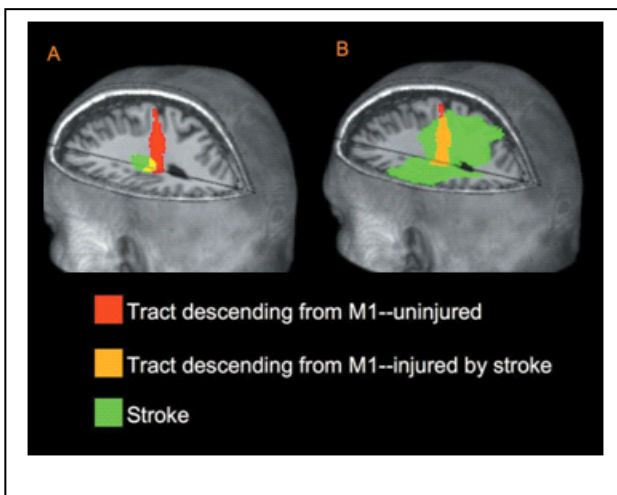 A
B
Tract descending from M1--uninjured
Tract descending from M1--injured by stroke
Stroke